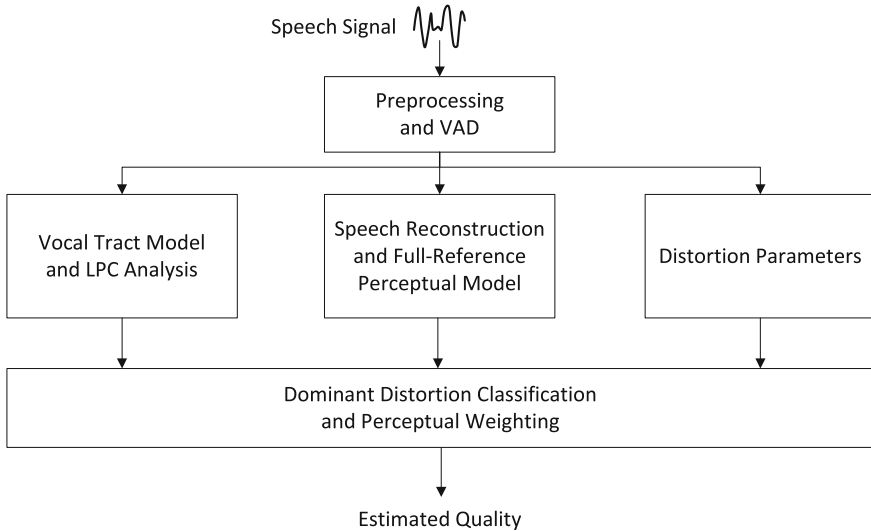 Speech Signal
Preprocessing
and VAD
Vocal Tract Model
and LPC Analysis
Speech Reconstruction
and Full-Reference
Perceptual Model
Distortion Parameters
Dominant Distortion Classification
and Perceptual Weighting
Estimated Quality